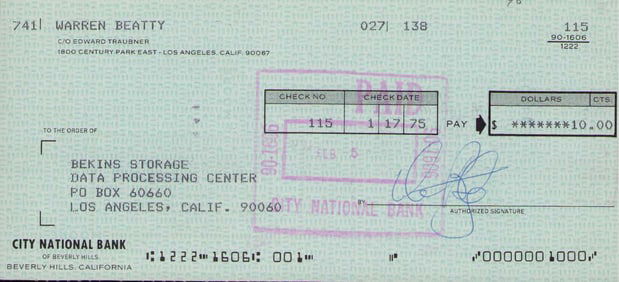 741 WARREN BEATTY 027 138 115
C/O EDWARD TRAUBNER
1800 CENTURY PARK EAST - LOS ANGELES, CALIF. 90067
90-1606
1222
PAID
CHECK NO CHECK DATE DOLLARS CTS.
115 1 17 75 PAY $ *******10.00
TO THE ORDER OF
FEB 5
90-1606
BEKINS STORAGE
DATA PROCESSING CENTER
PO BOX 60660
LOS ANGELES, CALIF. 90060
CITY NATIONAL BANK
BY
AUTHORIZED SIGNATURE
CITY NATIONAL BANK
OF BEVERLY HILLS
BEVERLY HILLS, CALIFORNIA
⑆1222⑉1606⑆ 001⑉ ⑈ ⑈0000001000⑈